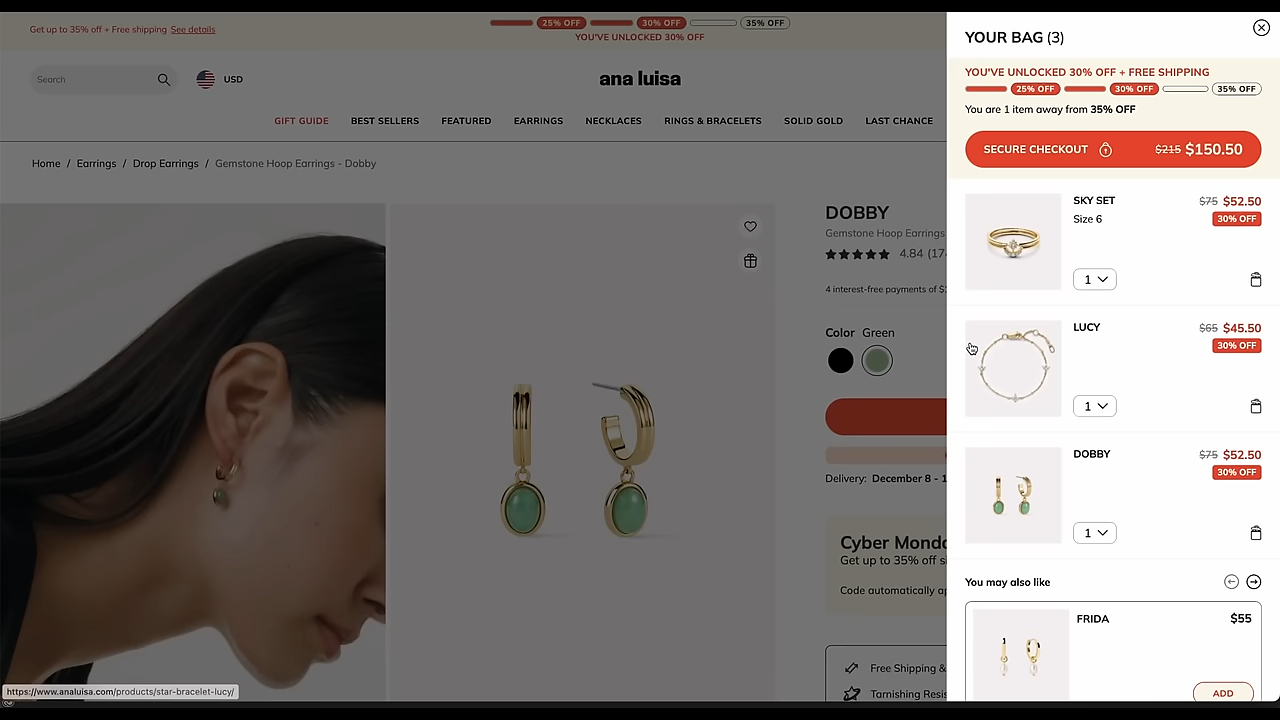 Get up to 35% off + Free shipping See details
25% OFF 30% OFF 35% OFF
YOU'VE UNLOCKED 30% OFF
Search
USD
ana luisa
GIFT GUIDE BEST SELLERS FEATURED EARRINGS NECKLACES RINGS & BRACELETS SOLID GOLD LAST CHANCE
Home / Earrings / Drop Earrings / Gemstone Hoop Earrings - Dobby
DOBBY
Gemstone Hoop Earrings
4.84
4 interest-free payments of
Color Green
Delivery: December 8 -
Cyber
Get up to 35% off
Code automatically
Free Shipping &
Tarnishing
https://www.analuisa.com/products/star-bracelet-lucy/
YOUR BAG (3)
YOU'VE UNLOCKED 30% OFF + FREE SHIPPING
25% OFF 30% OFF 35% OFF
You are 1 item away from 35% OFF
SECURE CHECKOUT $215 $150.50
SKY SET $75 $52.50
Size 6 30% OFF
1
LUCY $65 $45.50
30% OFF
1
DOBBY $75 $52.50
30% OFF
1
You may also like
FRIDA $55
ADD